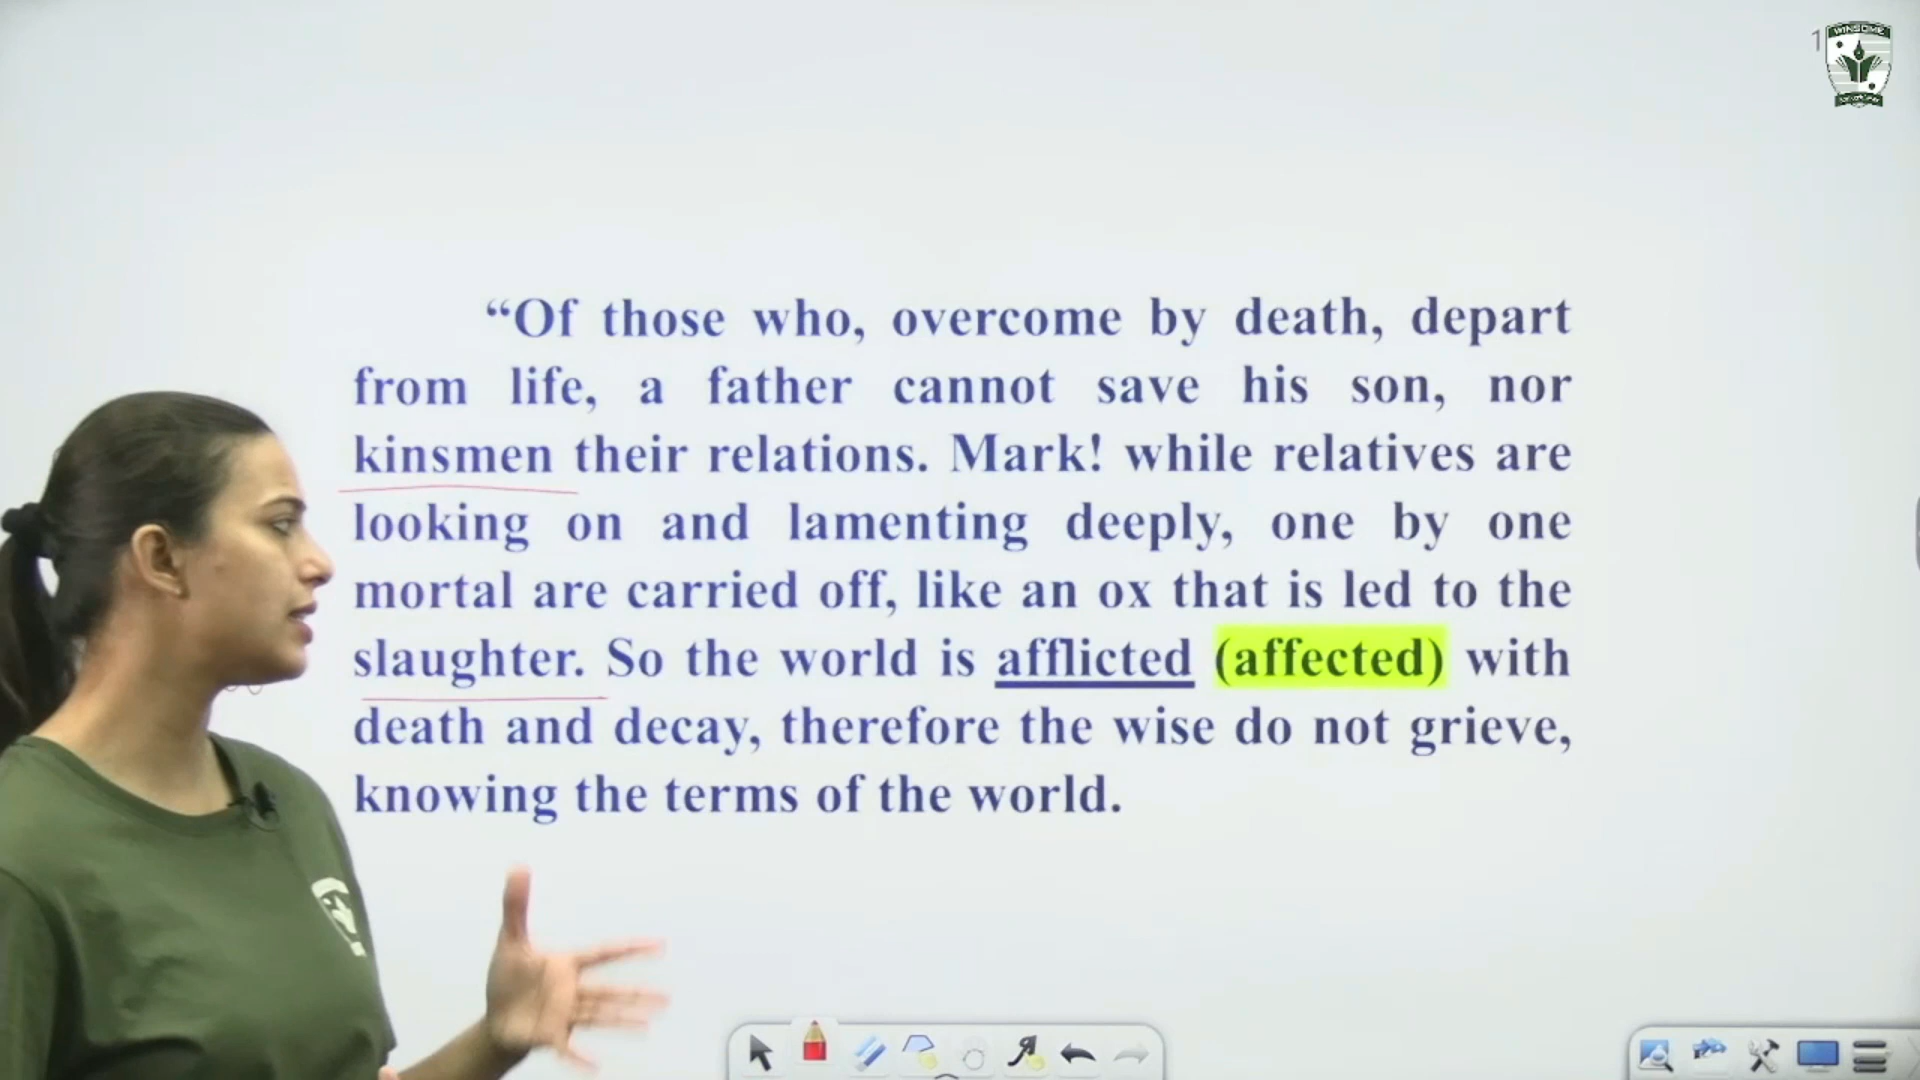 1
WINSOME
“Of those who, overcome by death, depart
from life, a father cannot save his son, nor
kinsmen their relations. Mark! while relatives are
looking on and lamenting deeply, one by one
mortal are carried off, like an ox that is led to the
slaughter. So the world is afflicted (affected) with
death and decay, therefore the wise do not grieve,
knowing the terms of the world.